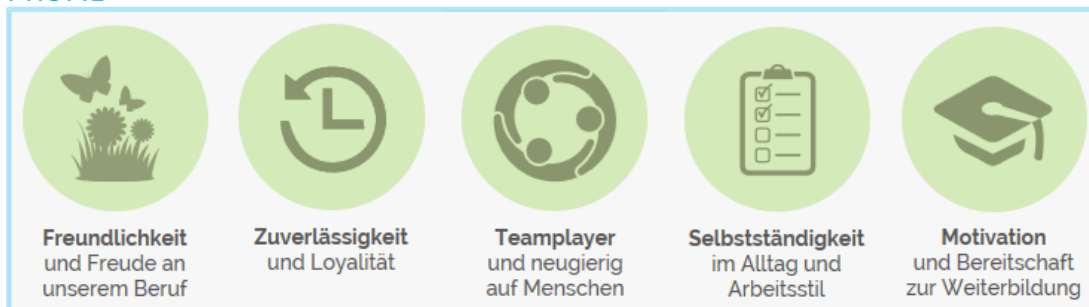 Freundlichkeit
und Freude an
unserem Beruf
Zuverlässigkeit
und Loyalität
Teamplayer
und neugierig
auf Menschen
Selbstständigkeit
im Alltag und
Arbeitsstil
Motivation
und Bereitschaft
zur Weiterbildung